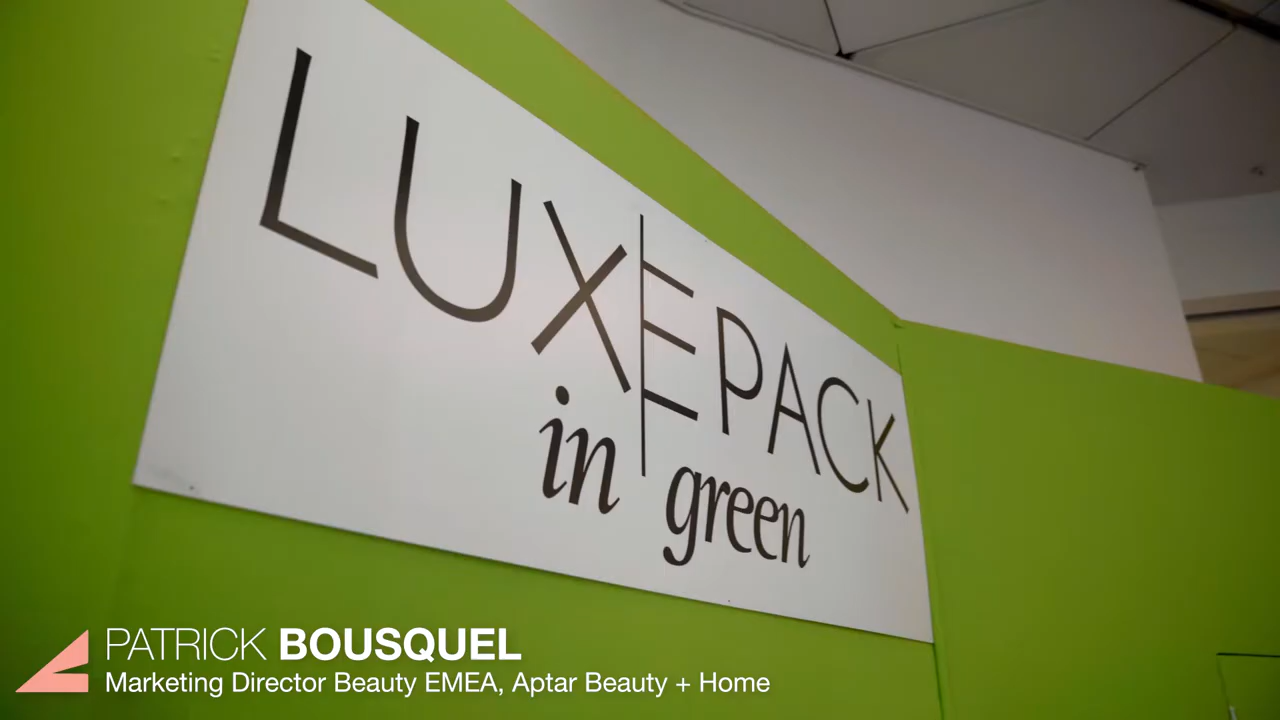 LUXEPACK
in green
PATRICK BOUSQUEL
Marketing Director Beauty EMEA, Aptar Beauty + Home